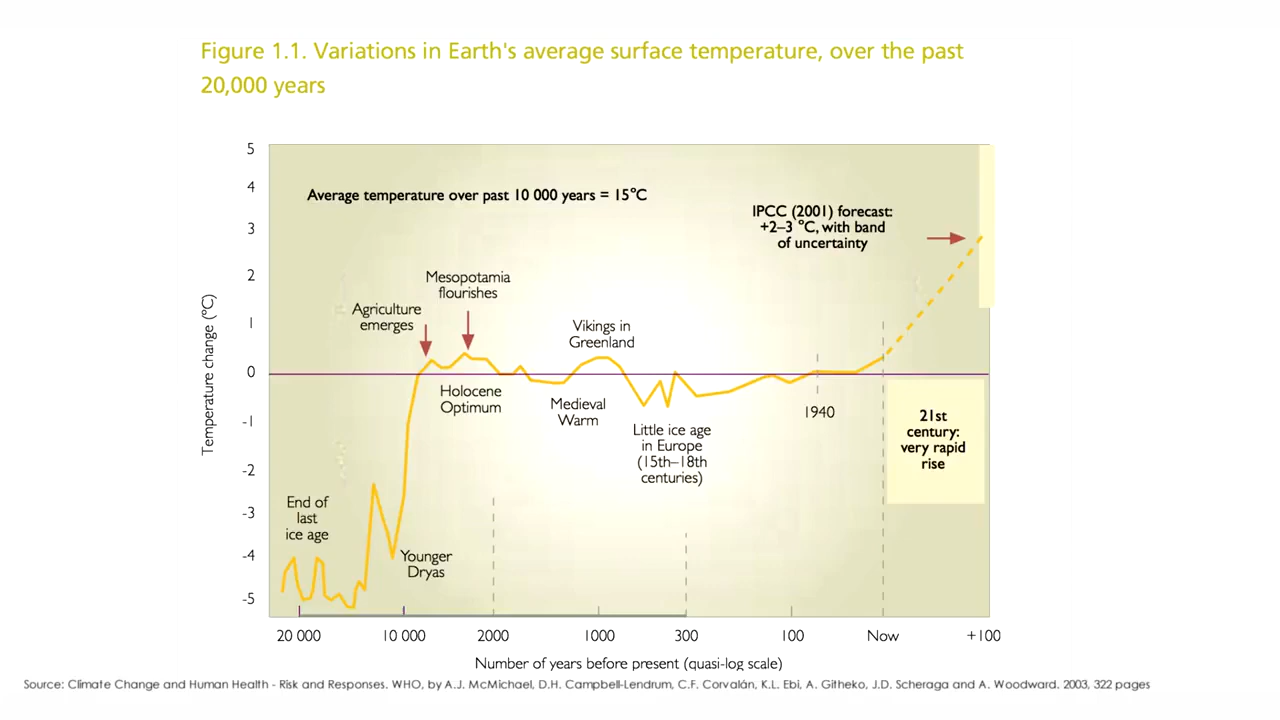 Figure 1.1. Variations in Earth's average surface temperature, over the past
20,000 years
5
4
3
2
1
0
-1
-2
-3
-4
-5
Temperature change (°C)
Average temperature over past 10 000 years = 15°C
IPCC (2001) forecast:
+2–3 °C, with band
of uncertainty
Mesopotamia
flourishes
Agriculture
emerges
Vikings in
Greenland
Holocene
Optimum
Medieval
Warm
Little ice age
in Europe
(15th–18th
centuries)
1940
21st
century:
very rapid
rise
End of
last
ice age
Younger
Dryas
20 000
10 000
2000
1000
300
100
Now
+100
Number of years before present (quasi-log scale)
Source: Climate Change and Human Health - Risk and Responses. WHO, by A.J. McMichael, D.H. Campbell-Lendrum, C.F. Corvalán, K.L. Ebi, A. Githeko, J.D. Scheraga and A. Woodward. 2003, 322 pages